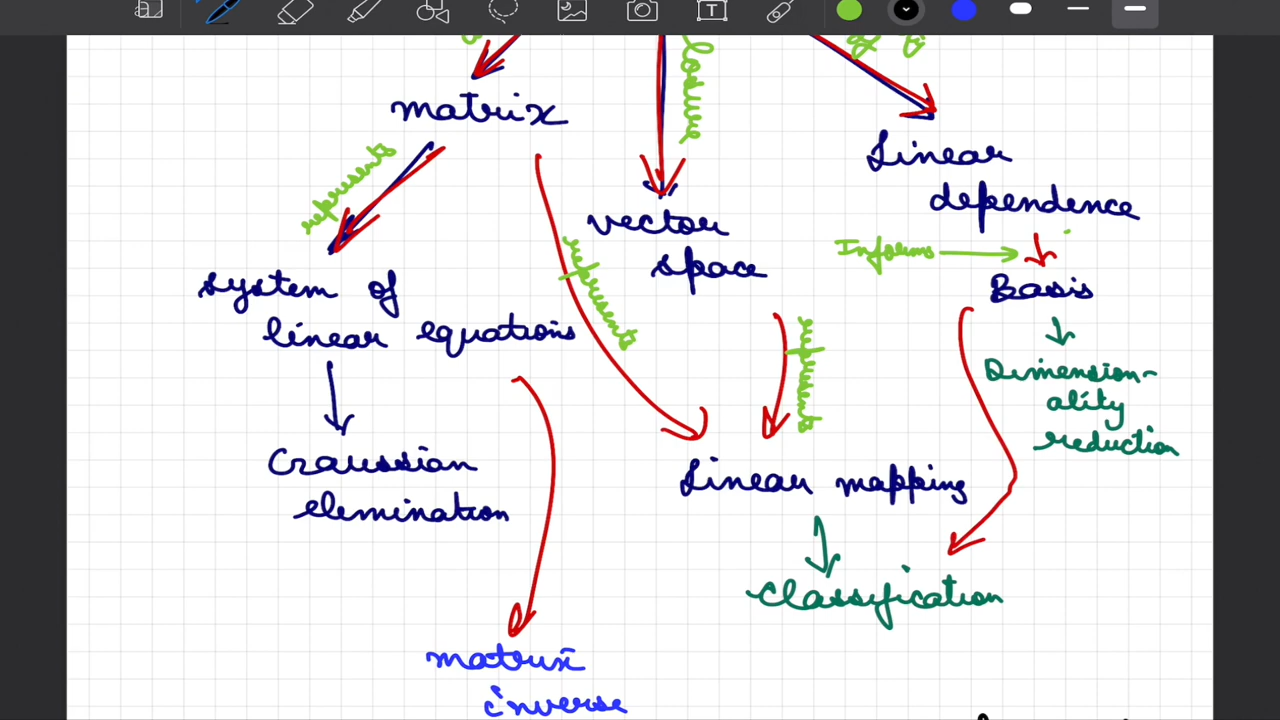 matrix
closure
Linear
dependence
represents
vector
space
Informs
Basis
system of
linear equations
represents
represents
Dimension-
ality
reduction
Gaussian
elemination
Linear mapping
classification
matrix
inverse
T